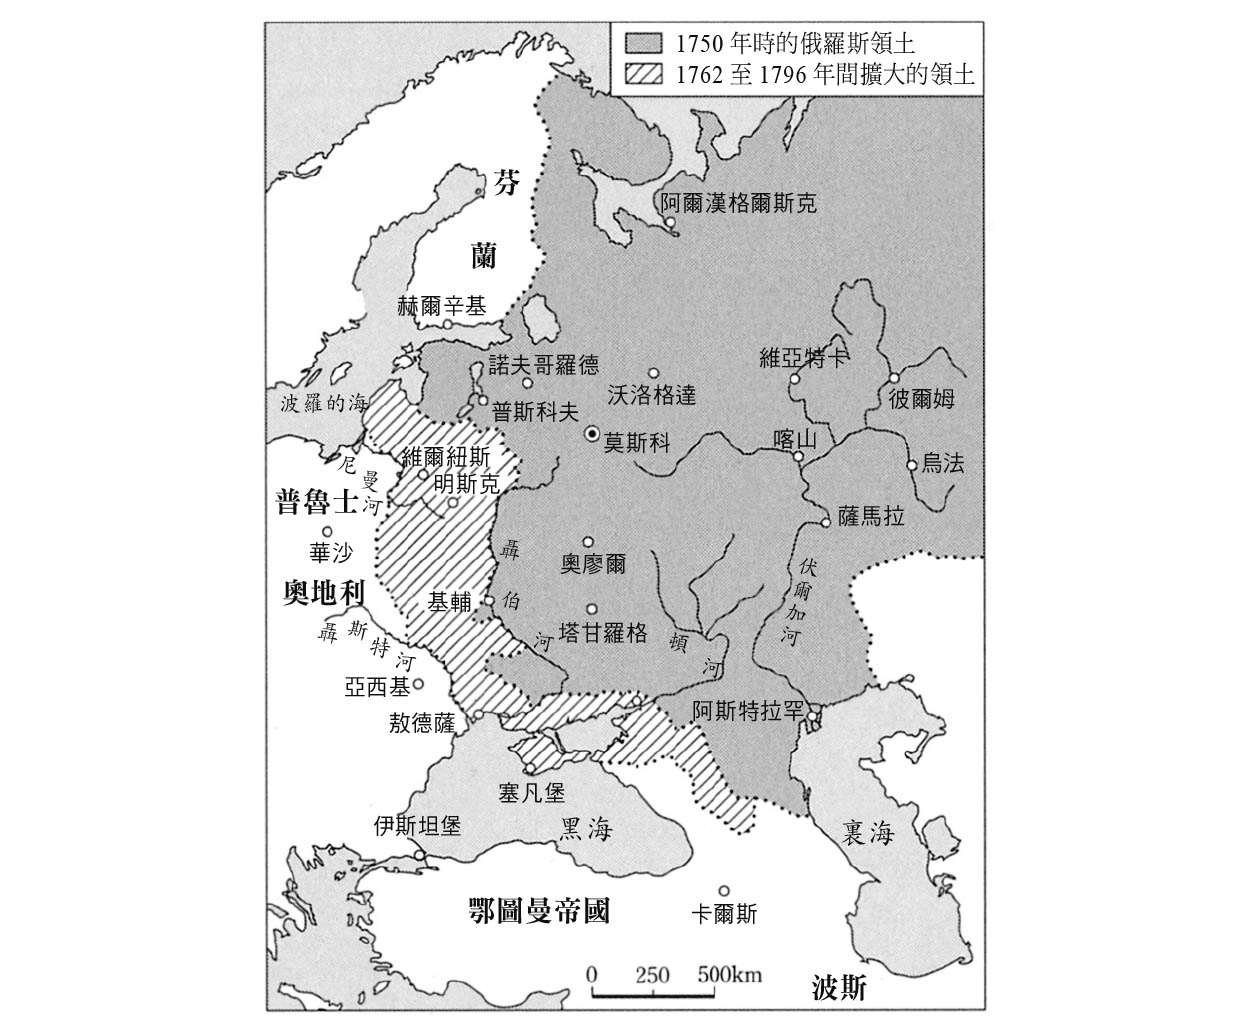 1750 年時的俄羅斯領土
1762 至 1796 年間擴大的領土
芬
蘭
阿爾漢格爾斯克
赫爾辛基
諾夫哥羅德
沃洛格達
維亞特卡
彼爾姆
波羅的海
普斯科夫
莫斯科
喀山
烏法
維爾紐斯
明斯克
尼曼河
普魯士
華沙
薩馬拉
奧地利
聶伯河
奧廖爾
伏爾加河
基輔
塔甘羅格
頓河
聶斯特河
亞西基
敖德薩
阿斯特拉罕
塞凡堡
伊斯坦堡
黑海
裏海
鄂圖曼帝國
卡爾斯
波斯
0 250 500km